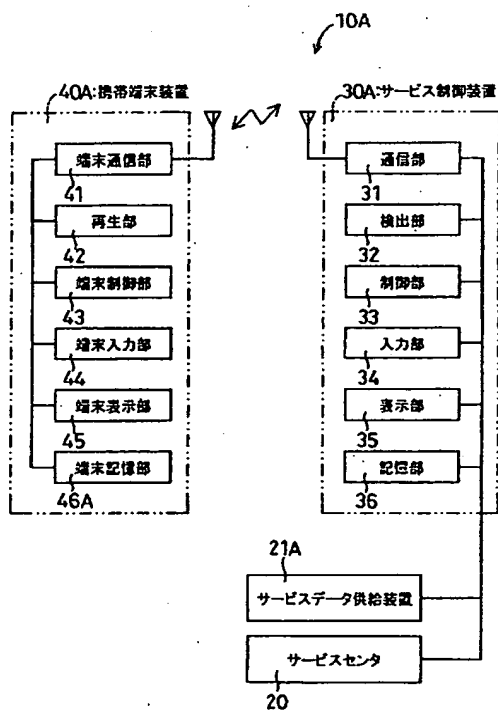 10A
40A:携帯端末装置
端末通信部
41
再生部
42
端末制御部
43
端末入力部
44
端末表示部
45
端末記憶部
46A
30A:サービス制御装置
通信部
31
検出部
32
制御部
33
入力部
34
表示部
35
記憶部
36
21A
サービスデータ供給装置
サービスセンタ
20